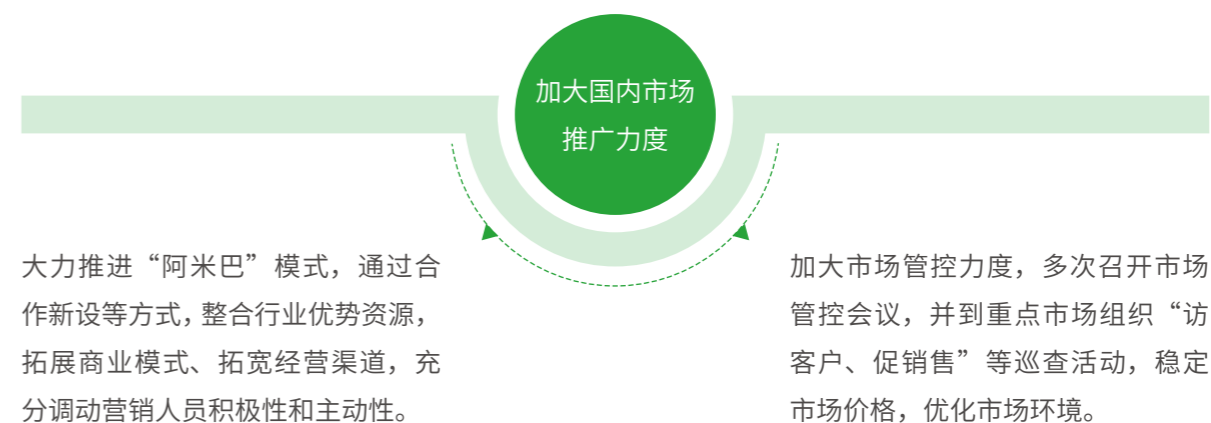 加大国内市场
推广力度
大力推进“阿米巴”模式，通过合
作新设等方式，整合行业优势资源，
拓展商业模式、拓宽经营渠道，充
分调动营销人员积极性和主动性。
加大市场管控力度，多次召开市场
管控会议，并到重点市场组织“访
客户、促销售”等巡查活动，稳定
市场价格，优化市场环境。